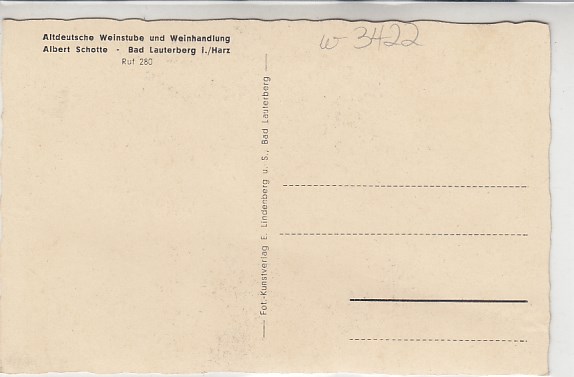 Altdeutsche Weinstube und Weinhandlung
Albert Schotte - Bad Lauterberg i./Harz
Ruf 280
w-3422
Fot.-Kunstverlag E. Lindenberg u. S., Bad Lauterberg